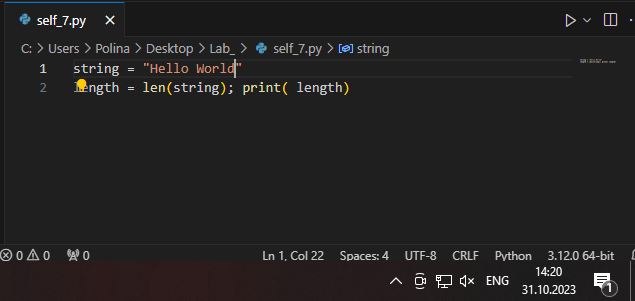 self_7.py
C: > Users > Polina > Desktop > Lab_ > self_7.py > string
1 string = "Hello World"
2 length = len(string); print( length)
0 0 0 Ln 1, Col 22 Spaces: 4 UTF-8 CRLF Python 3.12.0 64-bit
ENG 14:20 1
31.10.2023